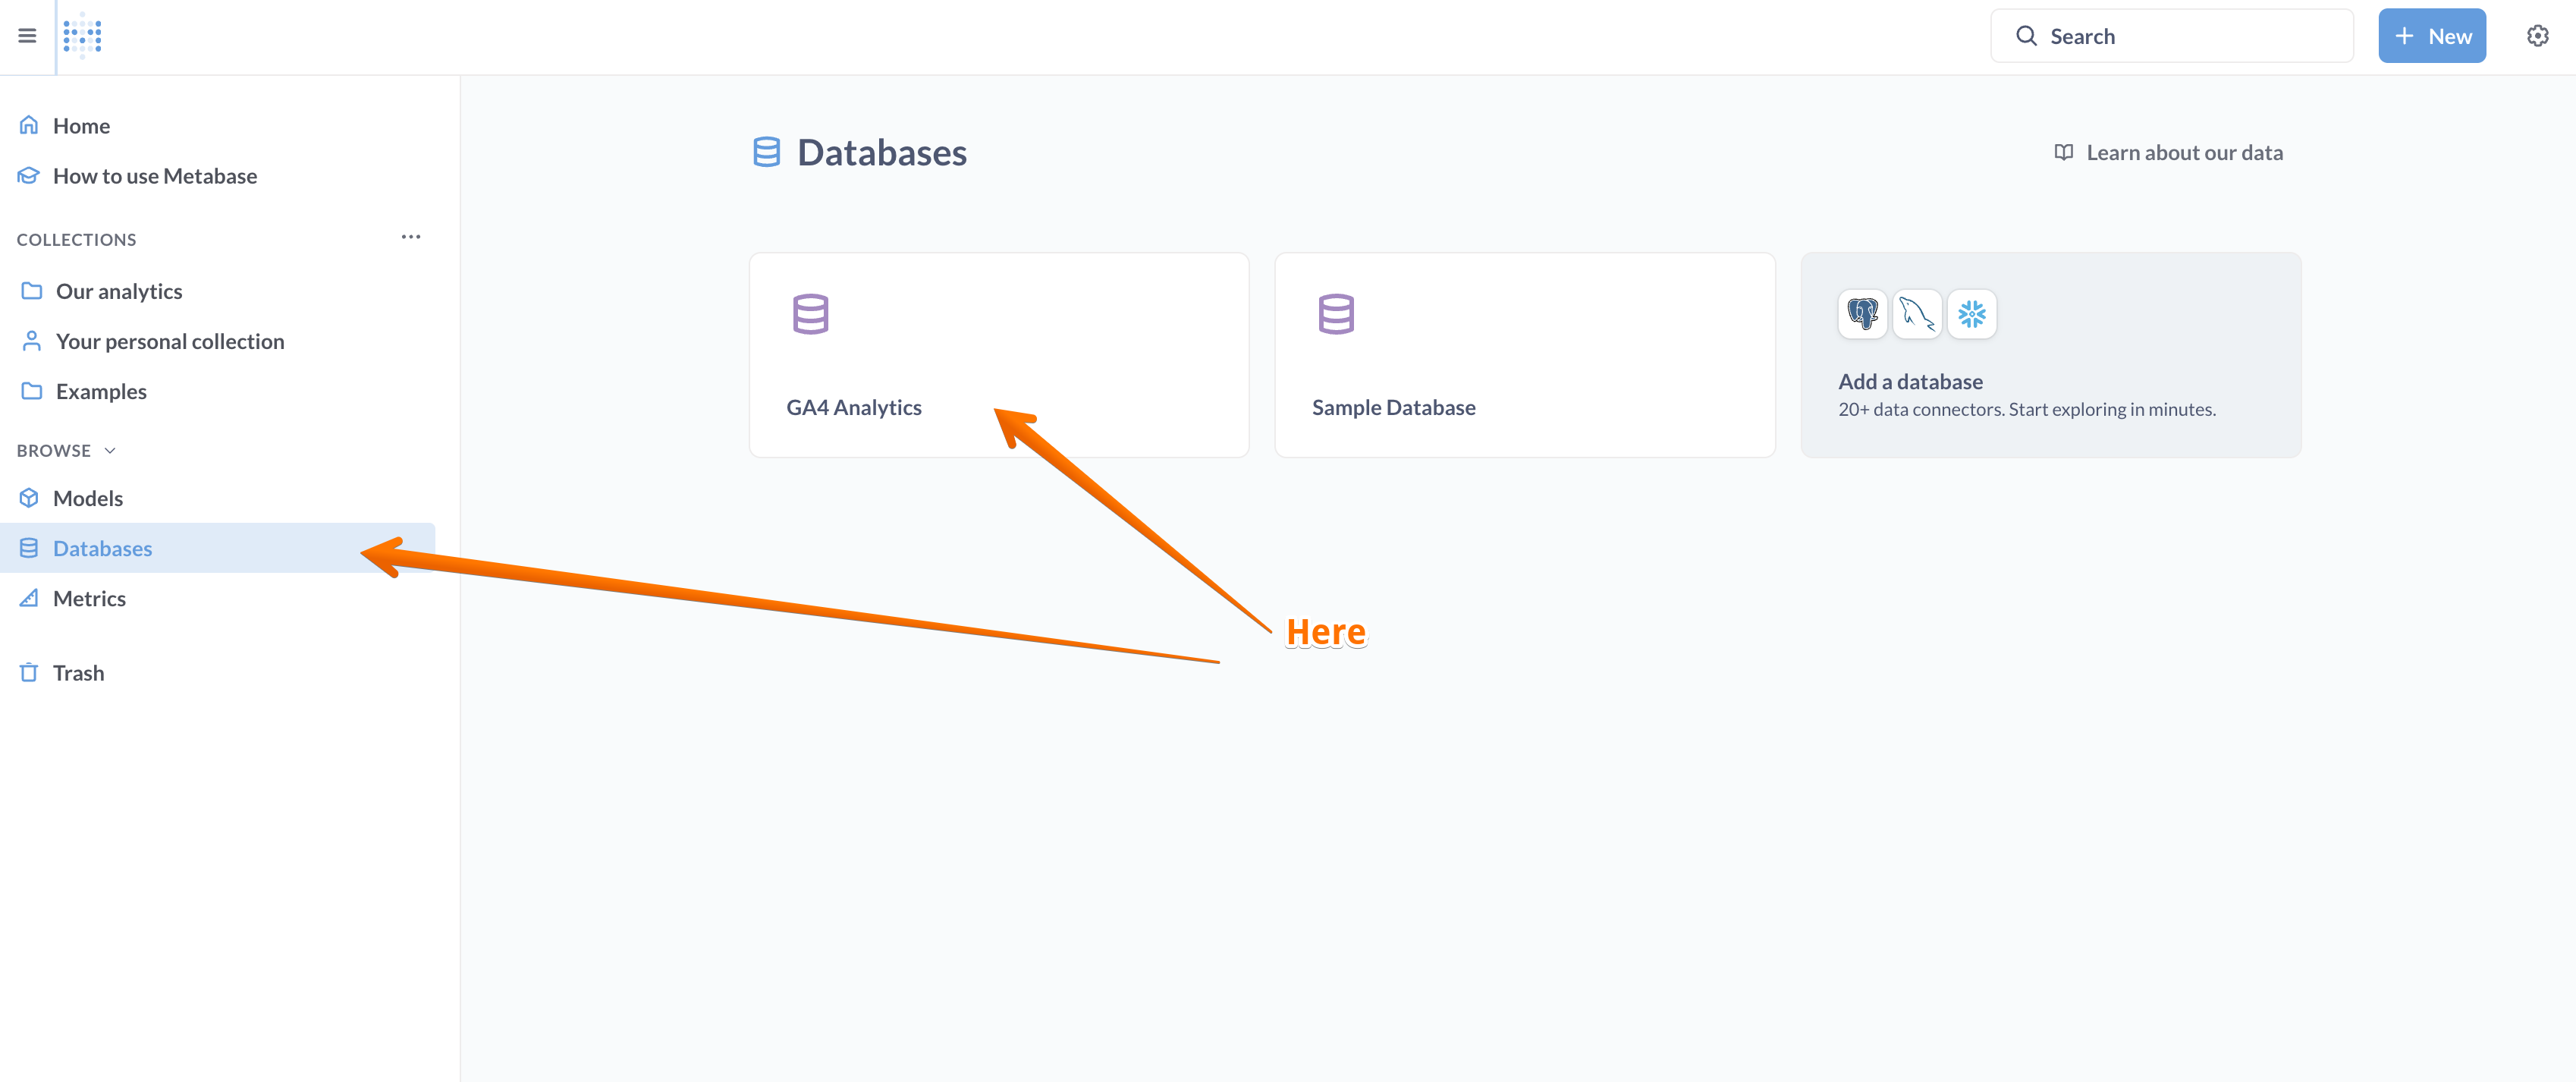 Search
New
Home
How to use Metabase
COLLECTIONS
Our analytics
Your personal collection
Examples
BROWSE
Models
Databases
Metrics
Trash
Databases
Learn about our data
GA4 Analytics
Sample Database
Add a database
20+ data connectors. Start exploring in minutes.
Here